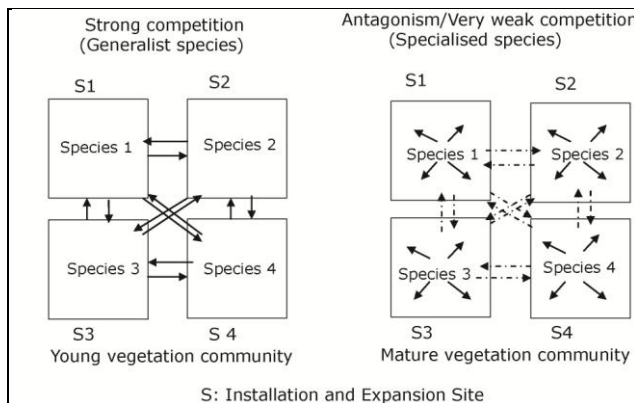 Strong competition
(Generalist species)
Antagonism/Very weak competition
(Specialised species)
S1
S2
Species 1
Species 2
Species 3
Species 4
S3
S 4
Young vegetation community
S1
S2
Species 1
Species 2
Species 3
Species 4
S3
S4
Mature vegetation community
S: Installation and Expansion Site